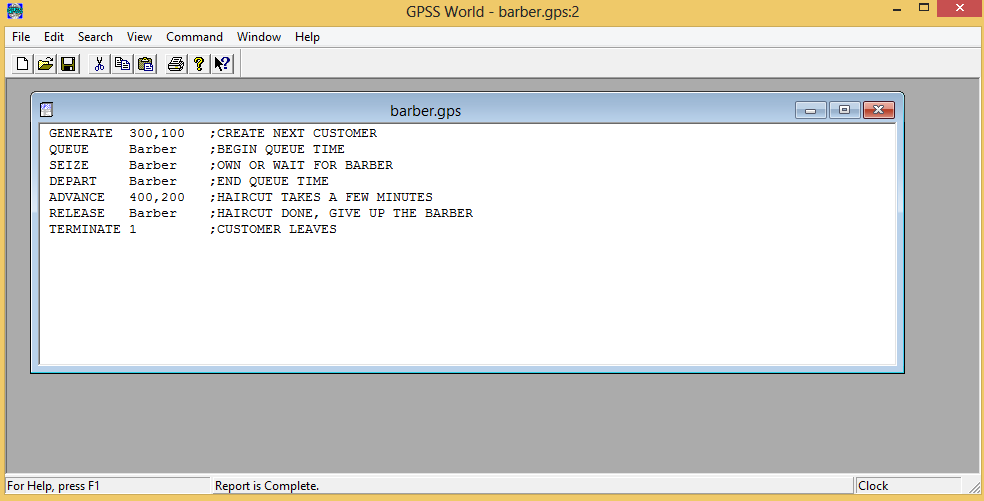 GPSS World - barber.gps:2
File Edit Search View Command Window Help
barber.gps
GENERATE 300,100 ;CREATE NEXT CUSTOMER
QUEUE Barber ;BEGIN QUEUE TIME
SEIZE Barber ;OWN OR WAIT FOR BARBER
DEPART Barber ;END QUEUE TIME
ADVANCE 400,200 ;HAIRCUT TAKES A FEW MINUTES
RELEASE Barber ;HAIRCUT DONE, GIVE UP THE BARBER
TERMINATE 1 ;CUSTOMER LEAVES
For Help, press F1 Report is Complete. Clock